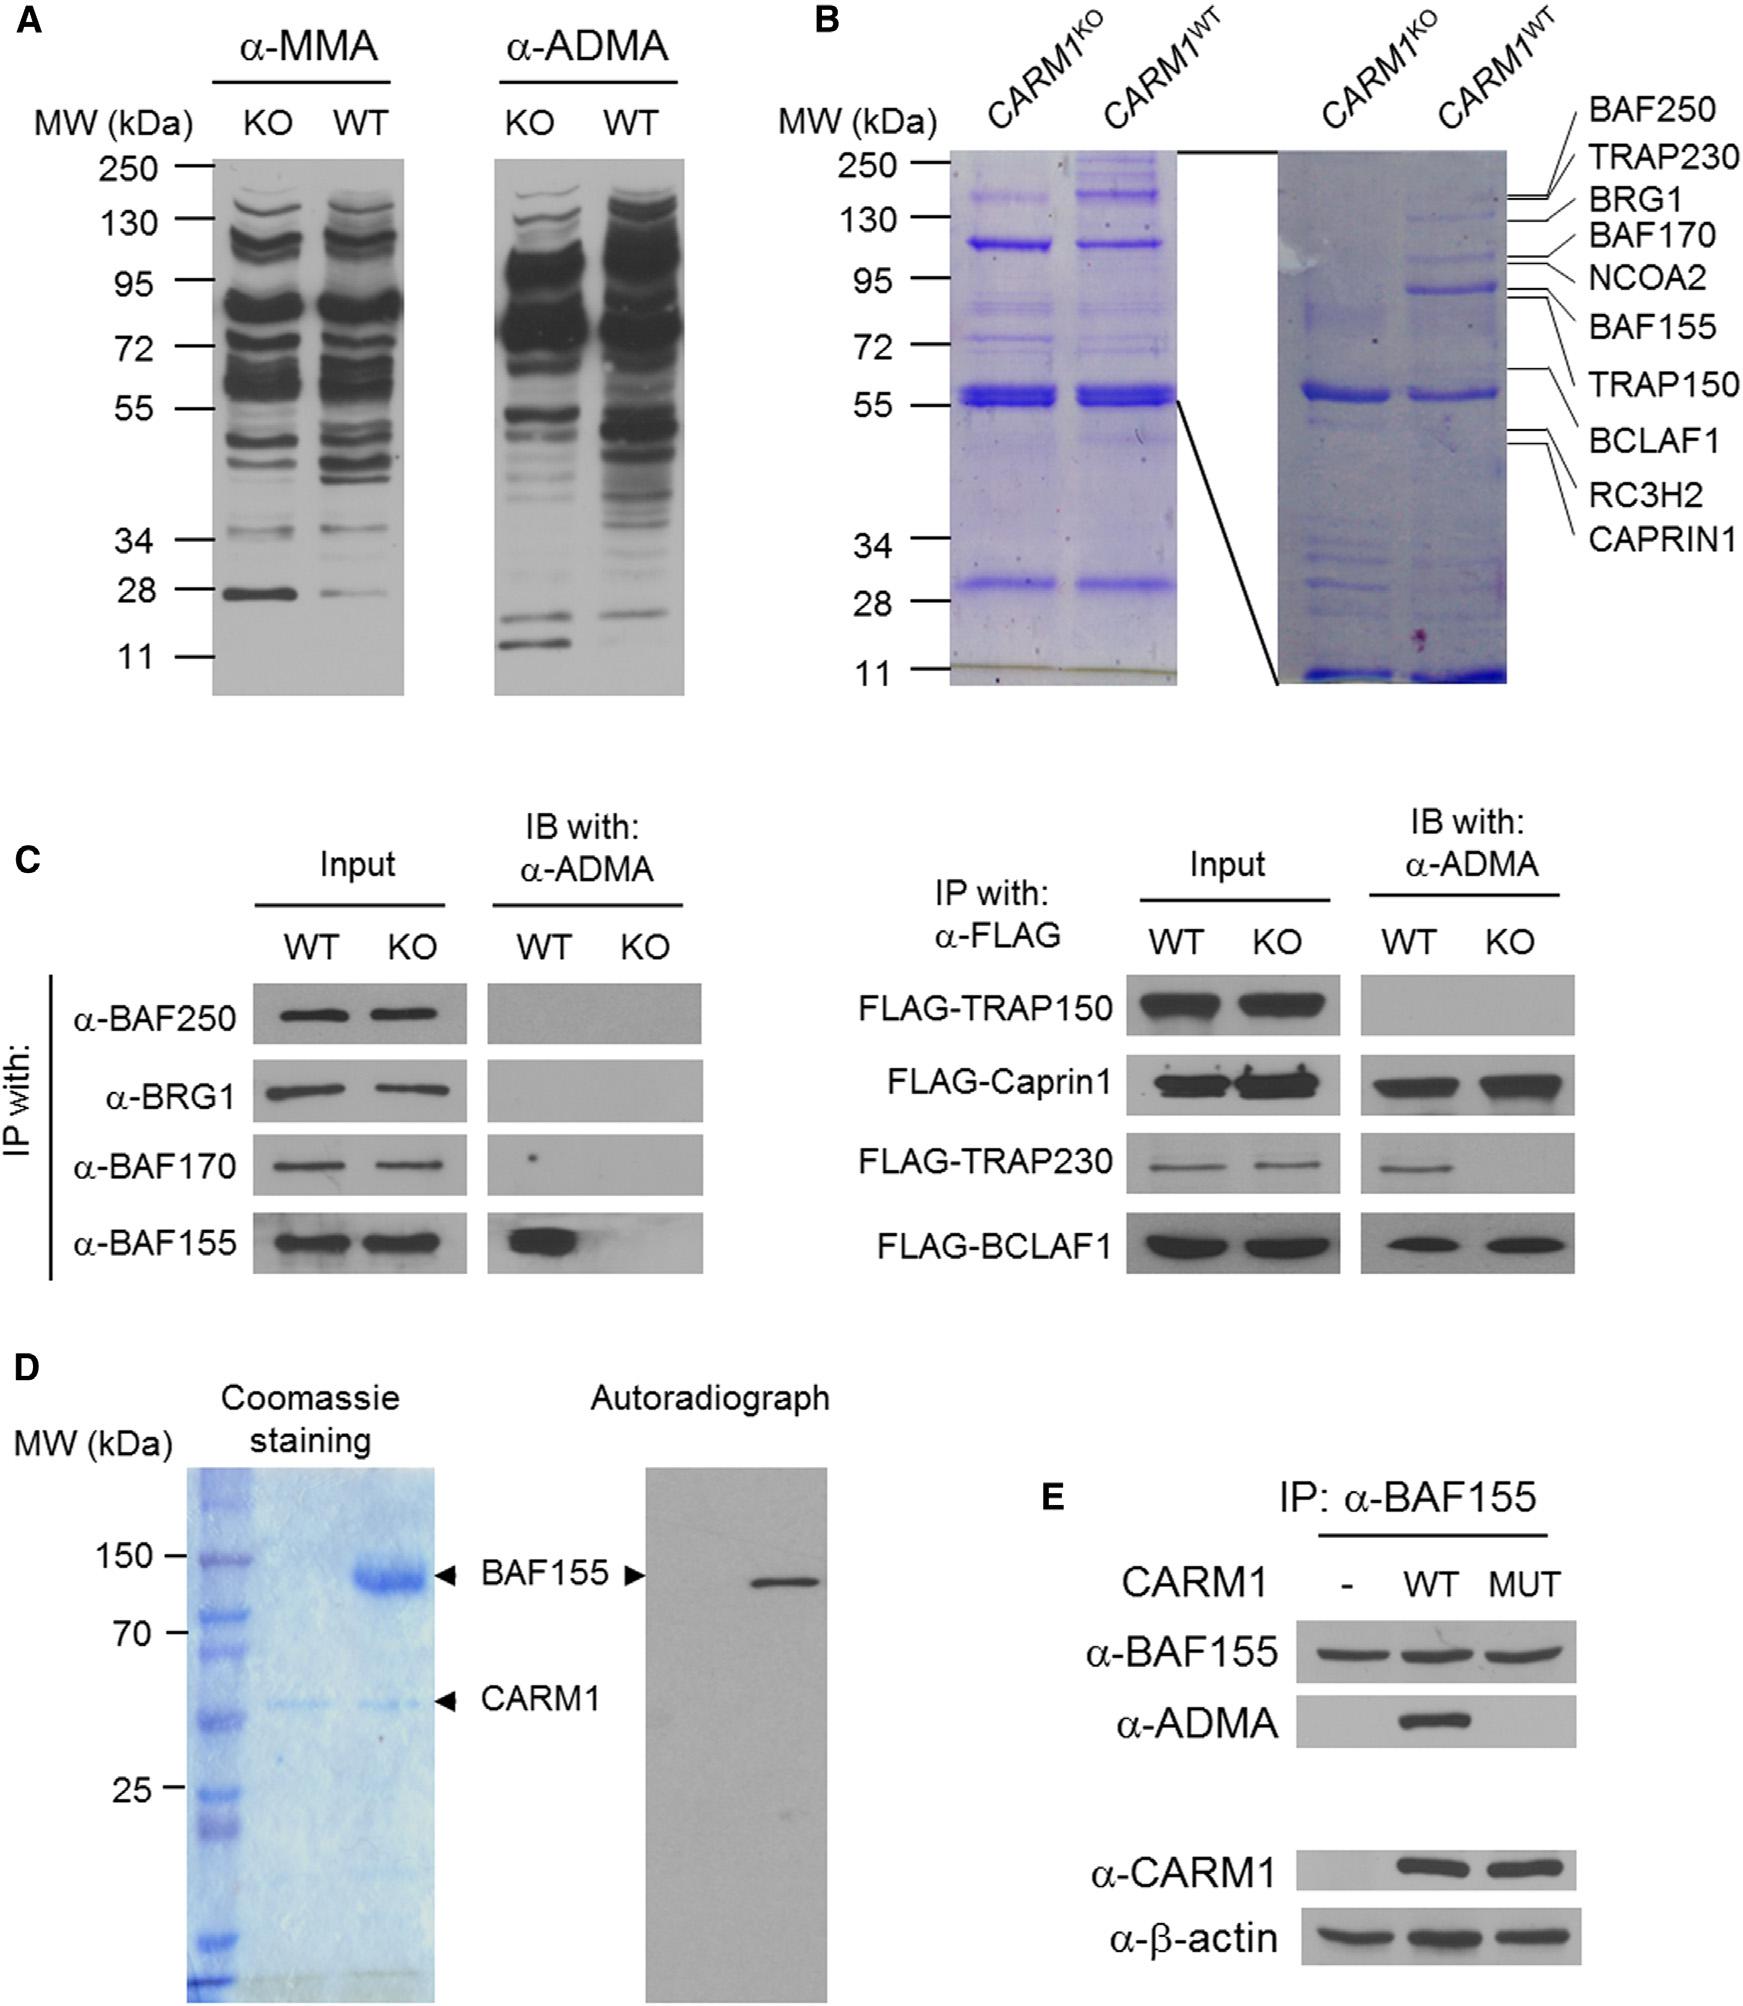 A
α-MMA
α-ADMA
MW (kDa)
KO
WT
KO
WT
250
130
95
72
55
34
28
11
B
CARM1KO
CARM1WT
CARM1KO
CARM1WT
MW (kDa)
250
130
95
72
55
34
28
11
BAF250
TRAP230
BRG1
BAF170
NCOA2
BAF155
TRAP150
BCLAF1
RC3H2
CAPRIN1
C
Input
IB with:
α-ADMA
WT
KO
WT
KO
IP with:
α-BAF250
α-BRG1
α-BAF170
α-BAF155
IP with:
α-FLAG
Input
IB with:
α-ADMA
WT
KO
WT
KO
FLAG-TRAP150
FLAG-Caprin1
FLAG-TRAP230
FLAG-BCLAF1
D
Coomassie
staining
Autoradiograph
MW (kDa)
150
70
25
BAF155
CARM1
E
IP: α-BAF155
CARM1
-
WT
MUT
α-BAF155
α-ADMA
α-CARM1
α-β-actin